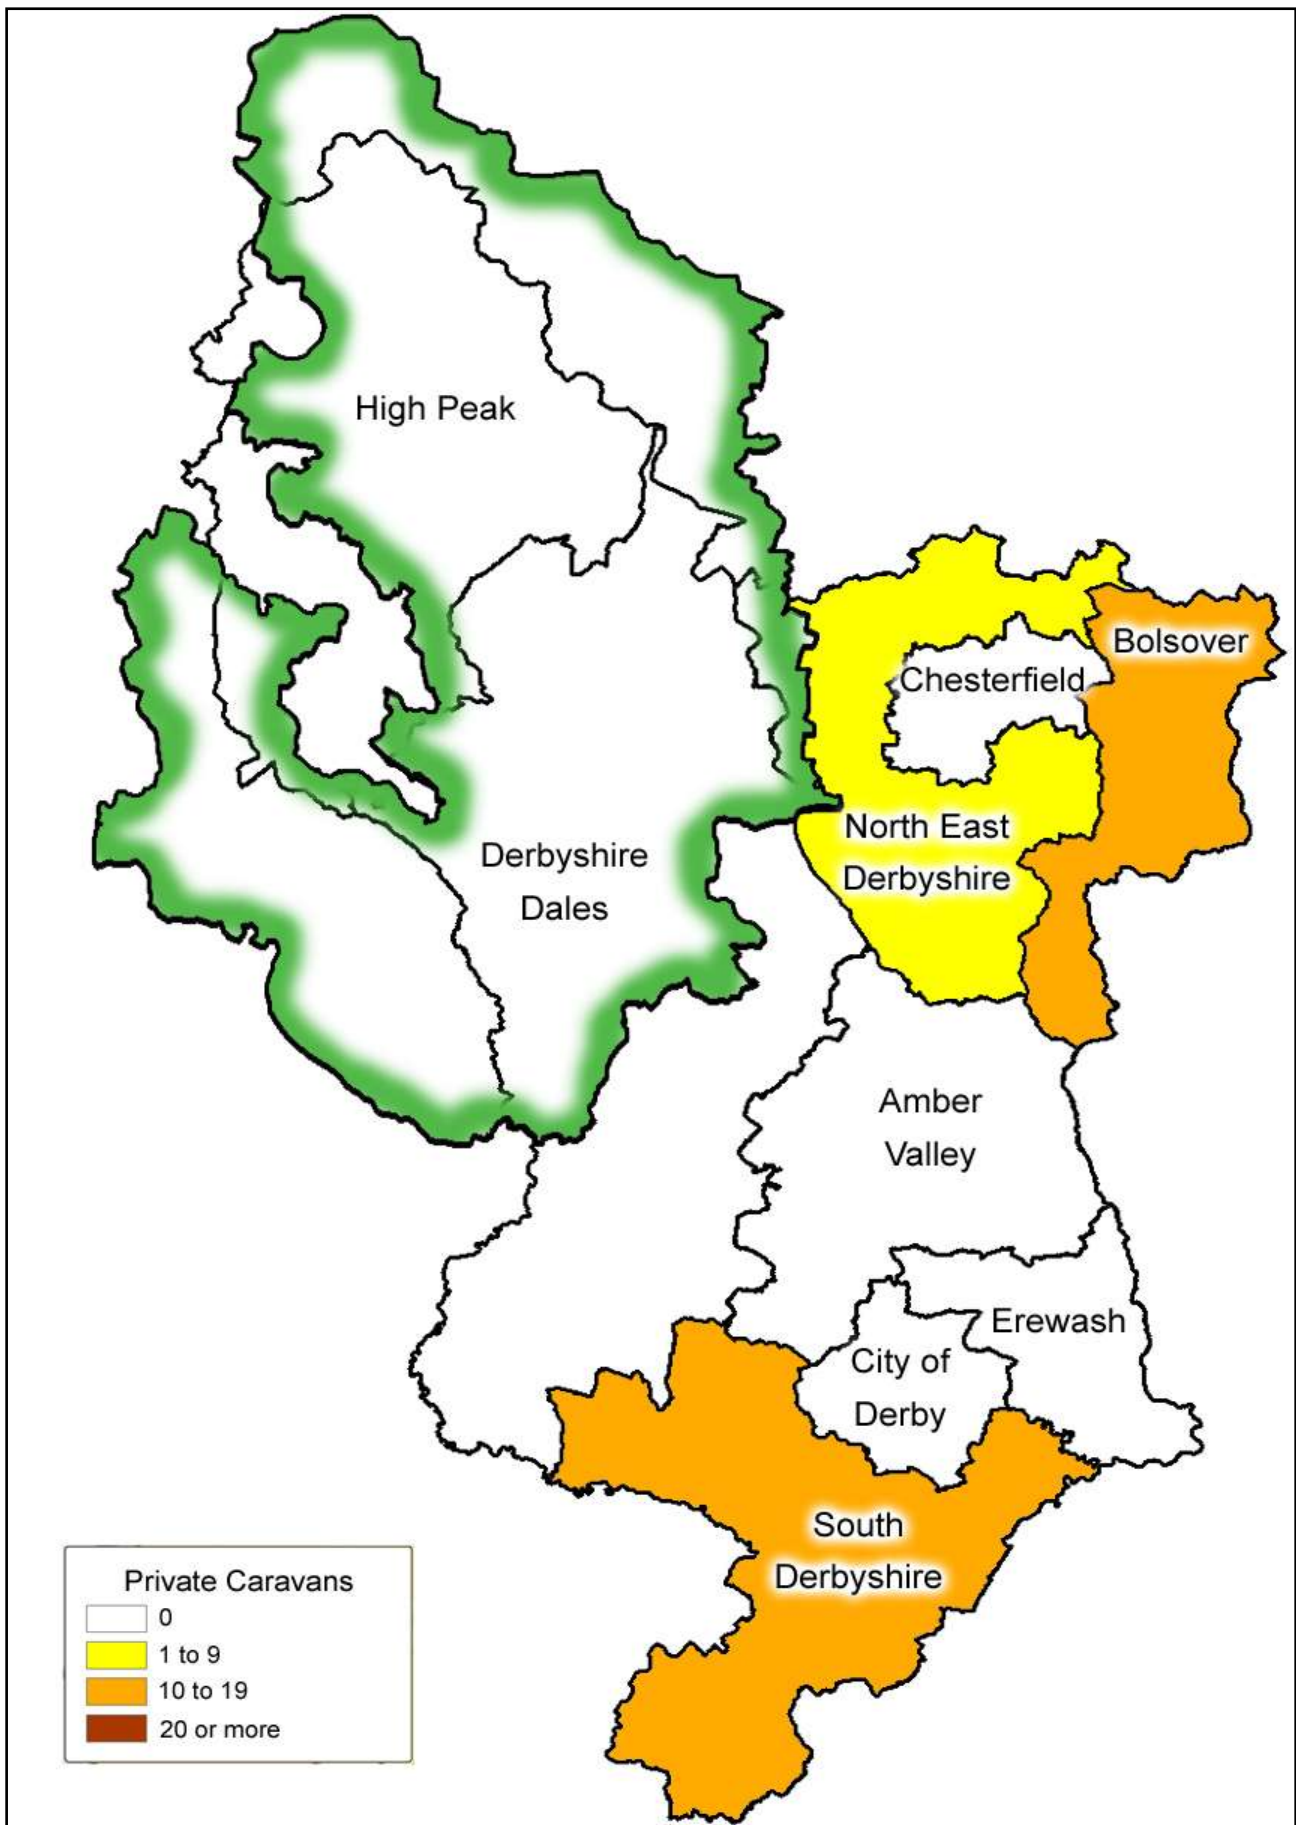 High Peak
Bolsover
Chesterfield
North East
Derbyshire
Derbyshire
Dales
Amber
Valley
Erewash
City of
Derby
South
Derbyshire
Private Caravans
0
1 to 9
10 to 19
20 or more